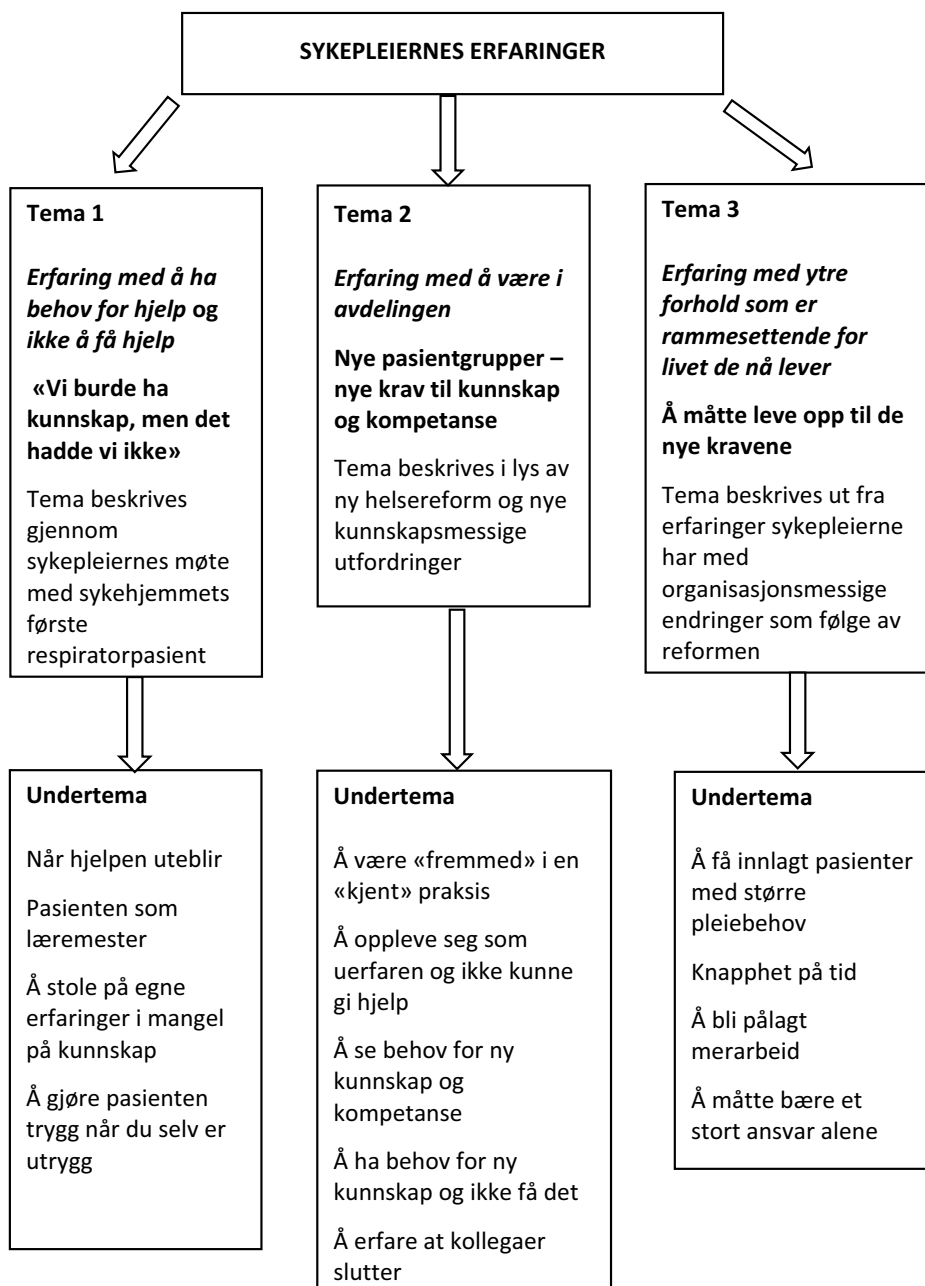 SYKEPLEIERNES ERFARINGER
Tema 1
Erfaring med å ha
behov for hjelp og
ikke å få hjelp
«Vi burde ha
kunnskap, men det
hadde vi ikke»
Tema beskrives
gjennom
sykepleiernes møte
med sykehjemmets
første
respiratorpasient
Tema 2
Erfaring med å være i
avdelingen
Nye pasientgrupper –
nye krav til kunnskap
og kompetanse
Tema beskrives i lys av
ny helsereform og nye
kunnskapsmessige
utfordringer
Tema 3
Erfaring med ytre
forhold som er
rammesettende for
livet de nå lever
Å måtte leve opp til de
nye kravene
Tema beskrives ut fra
erfaringer sykepleierne
har med
organisasjonsmessige
endringer som følge av
reformen
Undertema
Når hjelpen uteblir
Pasienten som
læremester
Å stole på egne
erfaringer i mangel
på kunnskap
Å gjøre pasienten
trygg når du selv er
utrygg
Undertema
Å være «fremmed» i en
«kjent» praksis
Å oppleve seg som
uerfaren og ikke kunne
gi hjelp
Å se behov for ny
kunnskap og
kompetanse
Å ha behov for ny
kunnskap og ikke få det
Å erfare at kollegaer
slutter
Undertema
Å få innlagt pasienter
med større
pleiebehov
Knapphet på tid
Å bli pålagt
merarbeid
Å måtte bære et
stort ansvar alene